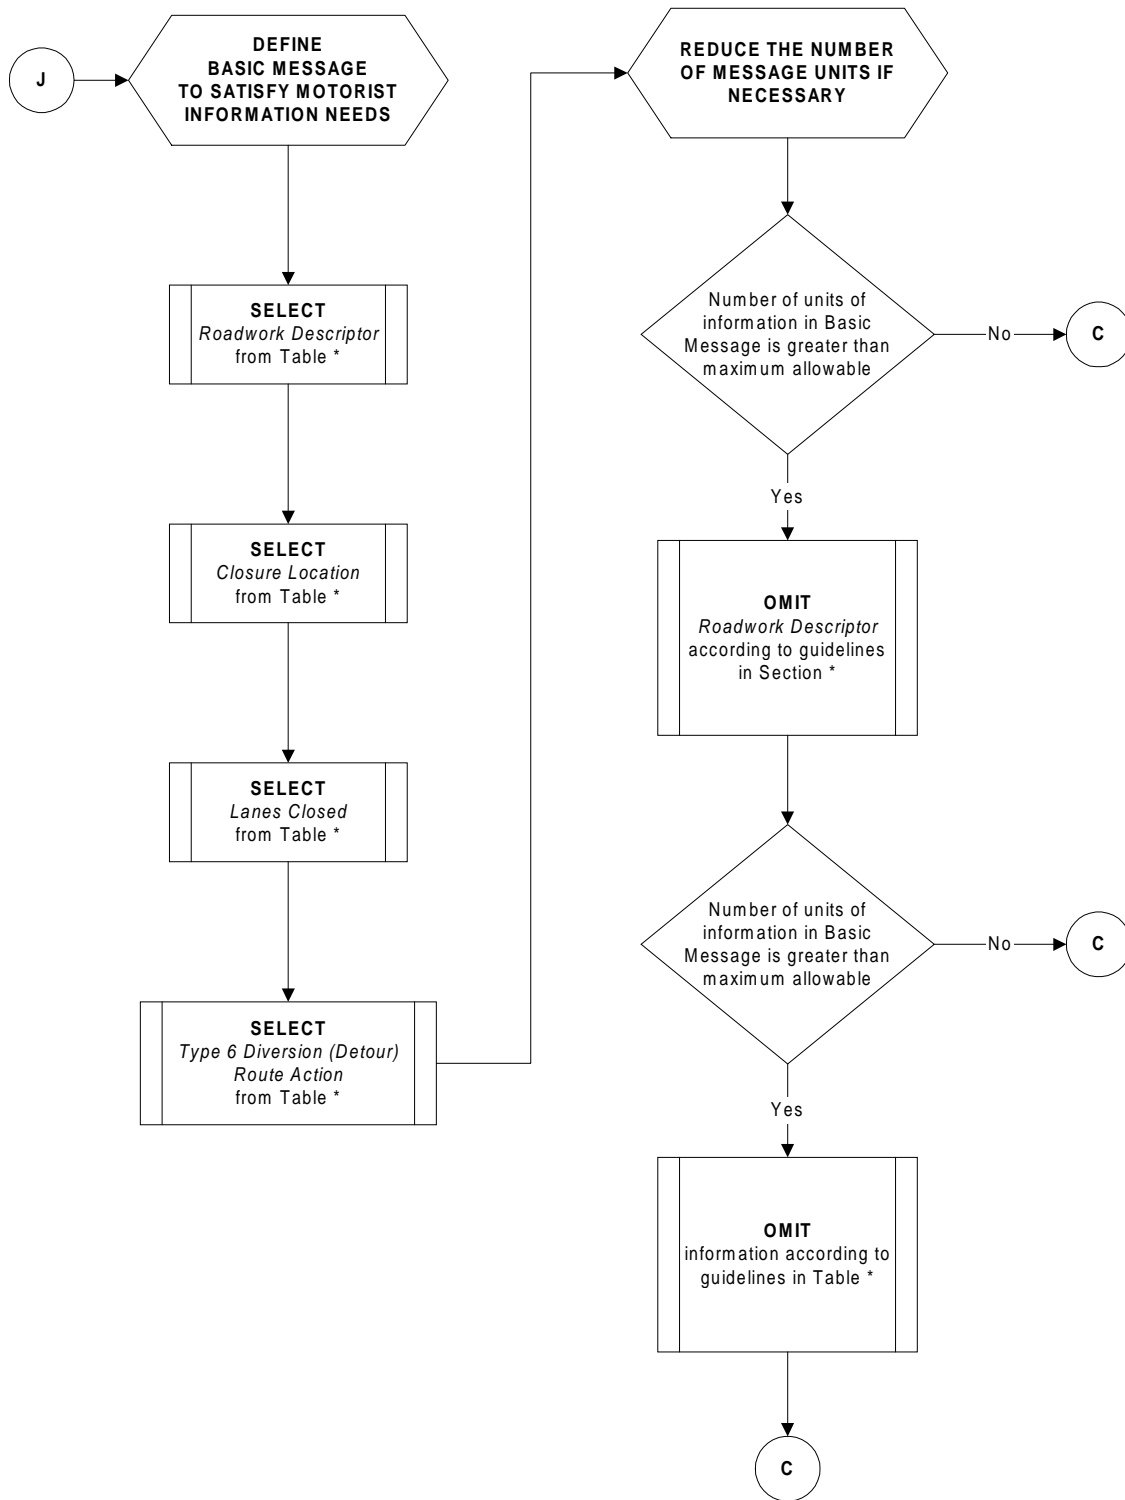 J
DEFINE
BASIC MESSAGE
TO SATISFY MOTORIST
INFORMATION NEEDS
SELECT
Roadwork Descriptor
from Table *
SELECT
Closure Location
from Table *
SELECT
Lanes Closed
from Table *
SELECT
Type 6 Diversion (Detour)
Route Action
from Table *
REDUCE THE NUMBER
OF MESSAGE UNITS IF
NECESSARY
Number of units of
information in Basic
Message is greater than
maximum allowable
No
C
Yes
OMIT
Roadwork Descriptor
according to guidelines
in Section *
Number of units of
information in Basic
Message is greater than
maximum allowable
No
C
Yes
OMIT
information according to
guidelines in Table *
C